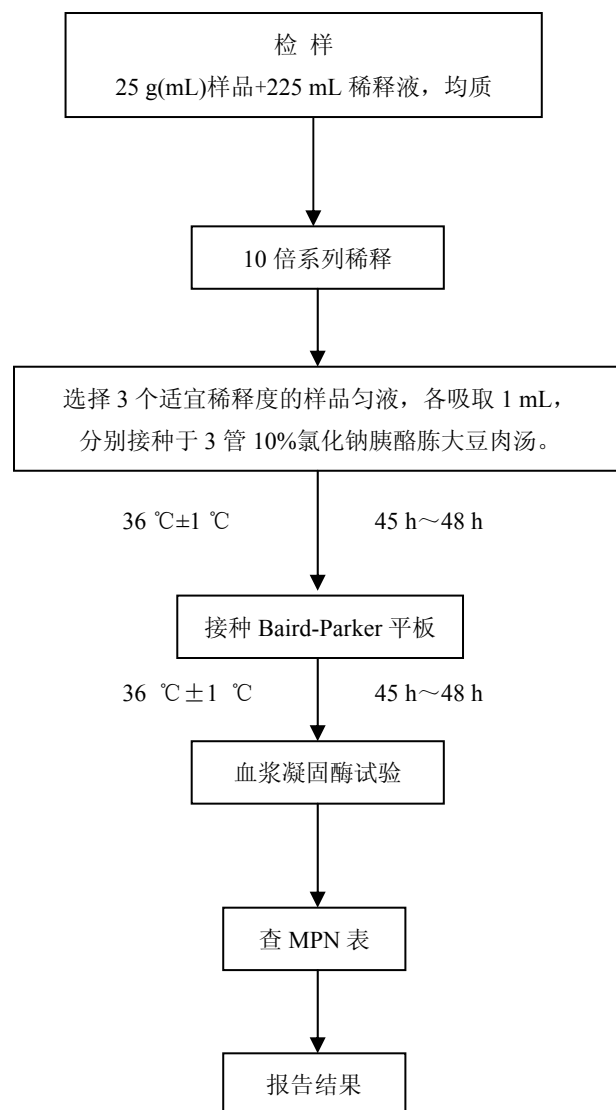 检 样
25 g(mL)样品+225 mL 稀释液，均质
10 倍系列稀释
选择 3 个适宜稀释度的样品匀液，各吸取 1 mL，
分别接种于 3 管 10%氯化钠胰酪胨大豆肉汤。
36 ℃±1 ℃ 45 h～48 h
接种 Baird-Parker 平板
36 ℃±1 ℃ 45 h～48 h
血浆凝固酶试验
查 MPN 表
报告结果